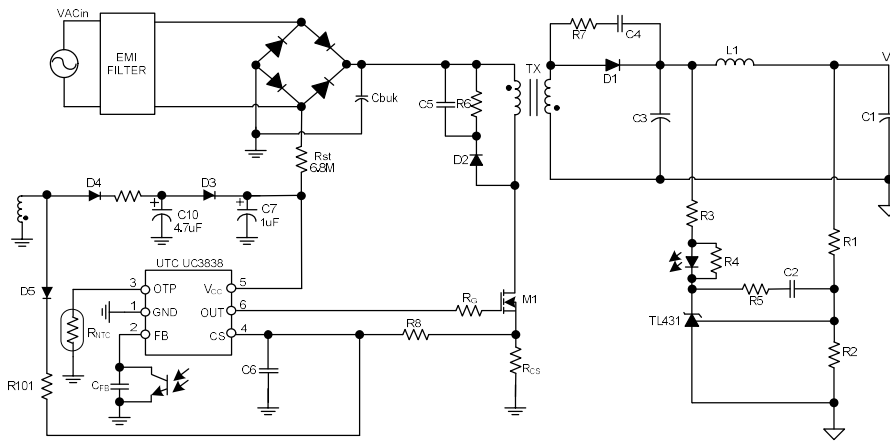 VACin
EMI
FILTER
Cbuk
C5
R6
D2
TX
R7
C4
D1
C3
L1
V
C1
Rst
6.8M
D4
D3
C10
4.7uF
C7
1uF
UTC UC3838
D5
3
OTP
VCC
5
1
GND
OUT
6
2
FB
CS
4
RNTC
CFB
R101
C6
RG
R8
M1
RCS
R3
R4
R5
C2
TL431
R1
R2